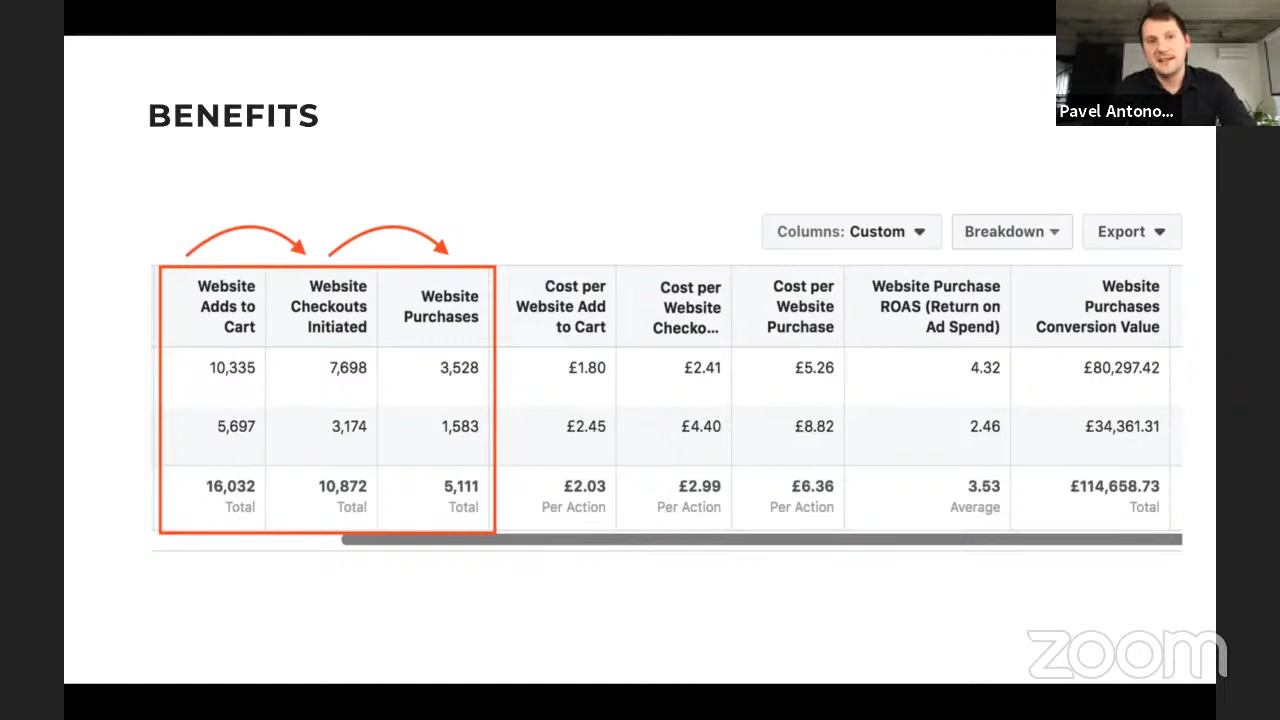 Pavel Antono...
BENEFITS
Columns: Custom
Breakdown
Export
Website
Adds to
Cart
Website
Checkouts
Initiated
Website
Purchases
Cost per
Website Add
to Cart
Cost per
Website
Checko...
Cost per
Website
Purchase
Website Purchase
ROAS (Return on
Ad Spend)
Website
Purchases
Conversion Value
10,335 7,698 3,528 £1.80 £2.41 £5.26 4.32 £80,297.42
5,697 3,174 1,583 £2.45 £4.40 £8.82 2.46 £34,361.31
16,032 10,872 5,111 £2.03 £2.99 £6.36 3.53 £114,658.73
Total Total Total Per Action Per Action Per Action Average Total
zoom